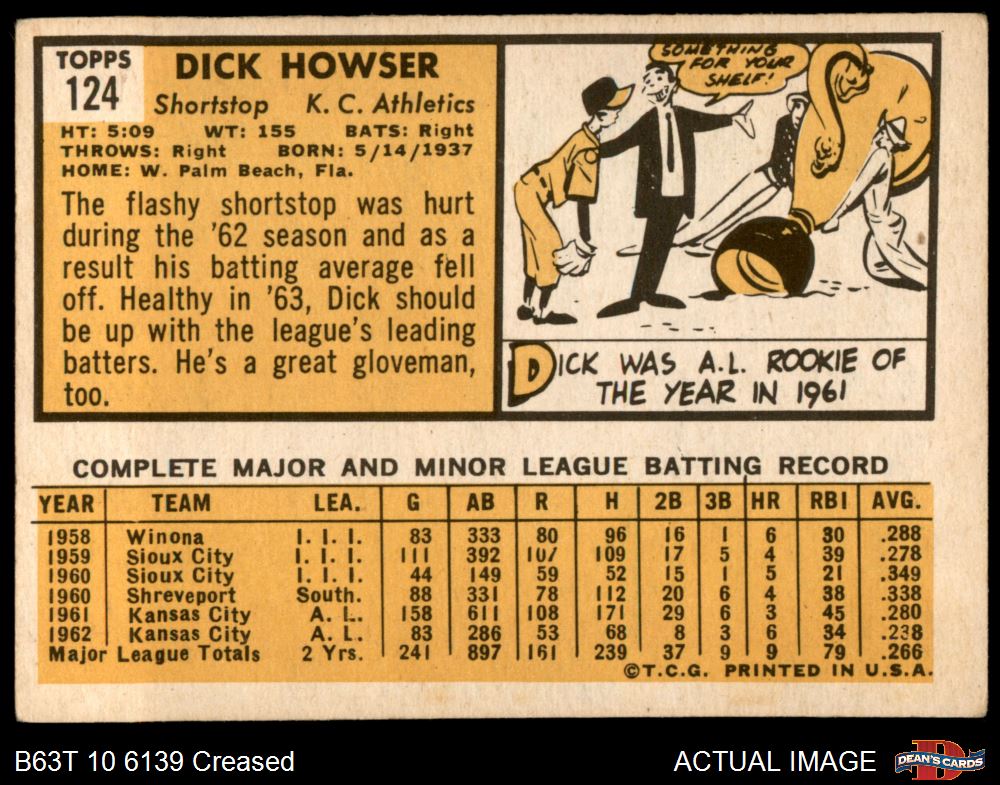 TOPPS
124
DICK HOWSER
Shortstop K. C. Athletics
HT: 5:09 WT: 155 BATS: Right
THROWS: Right BORN: 5/14/1937
HOME: W. Palm Beach, Fla.
The flashy shortstop was hurt
during the '62 season and as a
result his batting average fell
off. Healthy in '63, Dick should
be up with the league's leading
batters. He's a great gloveman,
too.
SOMETHING
FOR YOUR
SHELF!
DICK WAS A.L. ROOKIE OF
THE YEAR IN 1961
COMPLETE MAJOR AND MINOR LEAGUE BATTING RECORD
YEAR TEAM LEA. G AB R H 2B 3B HR RBI AVG.
1958 Winona I. I. I. 83 333 80 96 16 1 6 30 .288
1959 Sioux City I. I. I. 111 392 107 109 17 5 4 39 .278
1960 Sioux City I. I. I. 44 149 59 52 15 1 5 21 .349
1960 Shreveport South. 88 331 78 112 20 6 4 38 .338
1961 Kansas City A. L. 158 611 108 171 29 6 3 45 .280
1962 Kansas City A. L. 83 286 53 68 8 3 6 34 .238
Major League Totals 2 Yrs. 241 897 161 239 37 9 9 79 .266
©T.C.G. PRINTED IN U.S.A.
B63T 10 6139 Creased ACTUAL IMAGE
DEAN'S CARDS